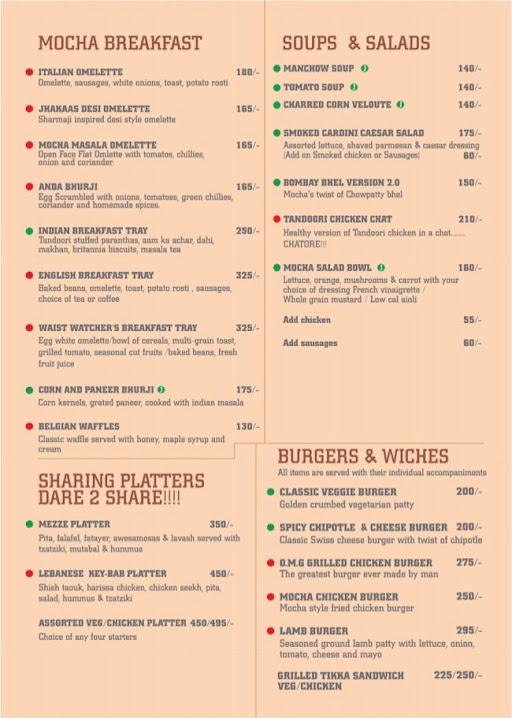 MOCHA BREAKFAST
ITALIAN OMELETTE 180/-
Omelette, sausages, white onions, toast, potato rosti
JHAKAAS DESI OMELETTE 165/-
Sharmaji inspired desi style omelette
MOCHA MASALA OMELETTE 165/-
Open Face Flat Omlette with tomatoes, chillies,
onion and coriander.
ANDA BHURJI 165/-
Egg Scrambled with onions, tomatoes, green chillies,
coriander and homemade spices.
INDIAN BREAKFAST TRAY 250/-
Tandoori stuffed paranthas, aam ka achar, dahi,
makhan, britannia biscuits, masala tea
ENGLISH BREAKFAST TRAY 325/-
Baked beans, omelette, toast, potato rosti , sausages,
choice of tea or coffee
WAIST WATCHER'S BREAKFAST TRAY 325/-
Egg white omelette/bowl of cereals, multi-grain toast,
grilled tomato, seasonal cut fruits /baked beans, fresh
fruit juice
CORN AND PANEER BHURJI J 175/-
Corn kernels, grated paneer, cooked with indian masala
BELGIAN WAFFLES 130/-
Classic waffle served with honey, maple syrup and
cream
SHARING PLATTERS
DARE 2 SHARE!!!!
MEZZE PLATTER 350/-
Pita, falafel, fatayer, awesamosas & lavash served with
tzatziki, mutabal & hummus
LEBANESE KEY-BAB PLATTER 450/-
Shish taouk, harissa chicken, chicken seekh, pita,
salad, hummus & tzatziki
ASSORTED VEG/CHICKEN PLATTER 450/495/-
Choice of any four starters
SOUPS & SALADS
MANCHOW SOUP J 140/-
TOMATO SOUP J 140/-
CHARRED CORN VELOUTE J 140/-
SMOKED CARDINI CAESAR SALAD 175/-
Assorted lettuce, shaved parmesan & caesar dressing
(Add on Smoked chicken or Sausages) 60/-
BOMBAY BHEL VERSION 2.0 150/-
Mocha's twist of Chowpatty bhel
TANDOORI CHICKEN CHAT 210/-
Healthy version of Tandoori chicken in a chat.......
CHATORE!!!
MOCHA SALAD BOWL J 160/-
Lettuce, orange, mushrooms & carrot with your
choice of dressing French vinaigrette /
Whole grain mustard / Low cal aioli
Add chicken 55/-
Add sausages 60/-
BURGERS & WICHES
All items are served with their individual accompaniments
CLASSIC VEGGIE BURGER 200/-
Golden crumbed vegetarian patty
SPICY CHIPOTLE & CHEESE BURGER 200/-
Classic Swiss cheese burger with twist of chipotle
O.M.G GRILLED CHICKEN BURGER 275/-
The greatest burger ever made by man
MOCHA CHICKEN BURGER 250/-
Mocha style fried chicken burger
LAMB BURGER 295/-
Seasoned ground lamb patty with lettuce, onion,
tomato, cheese and mayo
GRILLED TIKKA SANDWICH 225/250/-
VEG/CHICKEN